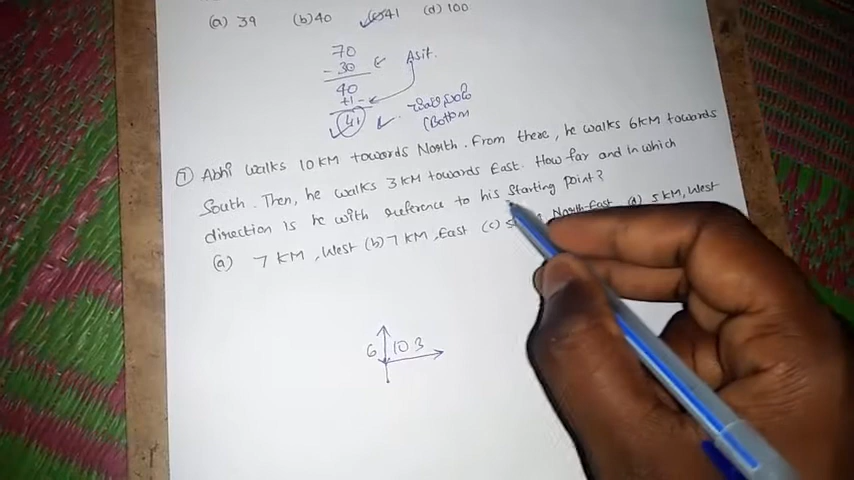 (a) 39 (b) 40 (c) 41 (d) 100
70
- 30 Asit.
40
+1
41
(Bottom
7 Abhi walks 10 KM towards North. From there, he walks 6KM towards
South. Then, he walks 3 KM towards East. How far and in which
direction is he with reference to his starting point?
(a) 7 KM, West (b) 7 KM, East (c) North-East (d) 5 KM, West
6 10 3